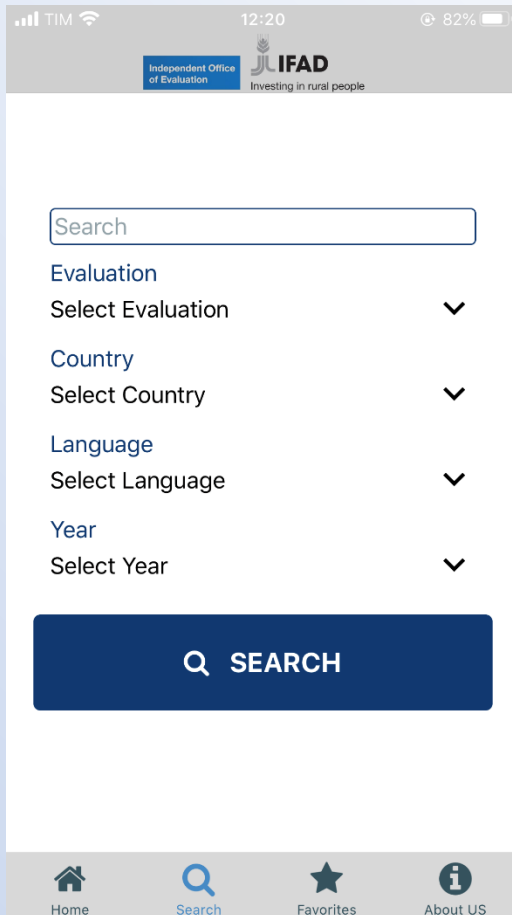 TIM 12:20 82%
Independent Office
of Evaluation
IFAD
Investing in rural people
Search
Evaluation
Select Evaluation
Country
Select Country
Language
Select Language
Year
Select Year
SEARCH
Home Search Favorites About US